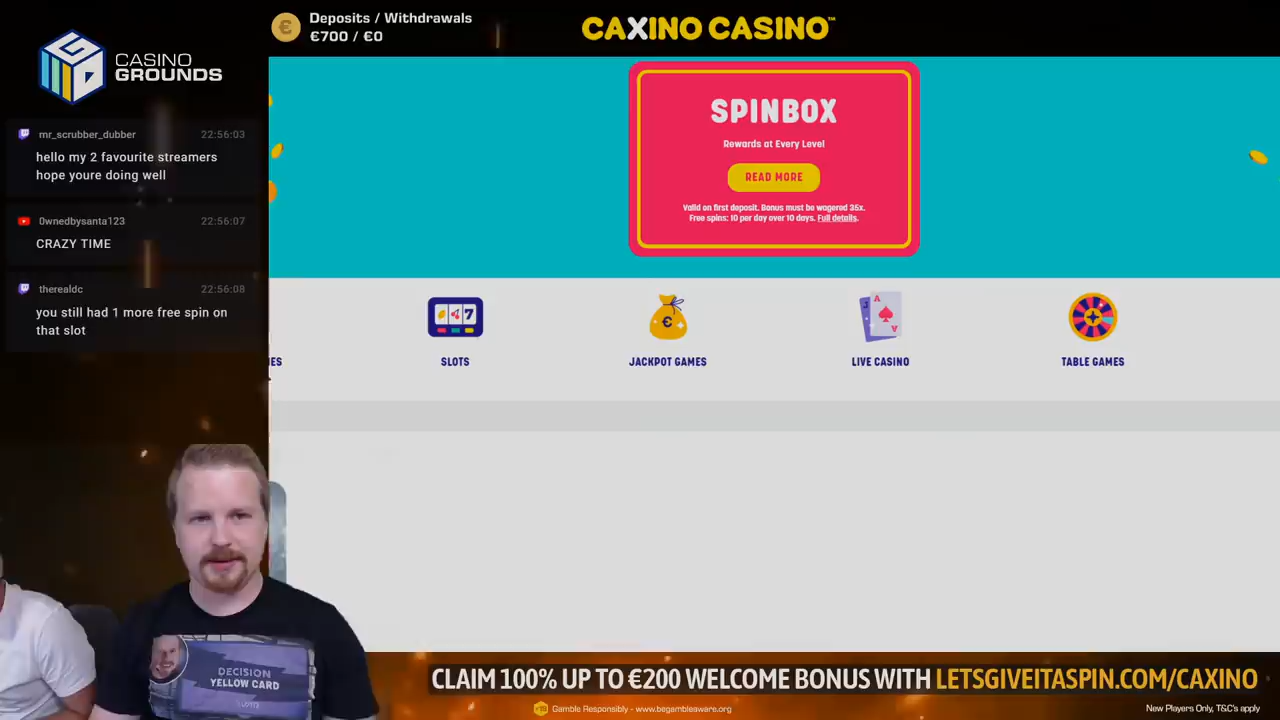 CASINO
GROUNDS
mr_scrubber_dubber 22:56:03
hello my 2 favourite streamers
hope youre doing well
0wnedbysanta123 22:56:07
CRAZY TIME
therealdc 22:56:08
you still had 1 more free spin on
that slot
Deposits / Withdrawals
€700 / €0
CAXINO CASINO™
SPINBOX
Rewards at Every Level
READ MORE
Valid on first deposit. Bonus must be wagered 35x.
Free spins: 10 per day over 10 days. Full details.
SLOTS
JACKPOT GAMES
LIVE CASINO
TABLE GAMES
DECISION
YELLOW CARD
CLAIM 100% UP TO €200 WELCOME BONUS WITH LETSGIVEITASPIN.COM/CAXINO
Gamble Responsibly - www.begambleaware.org
New Players Only, T&C's apply